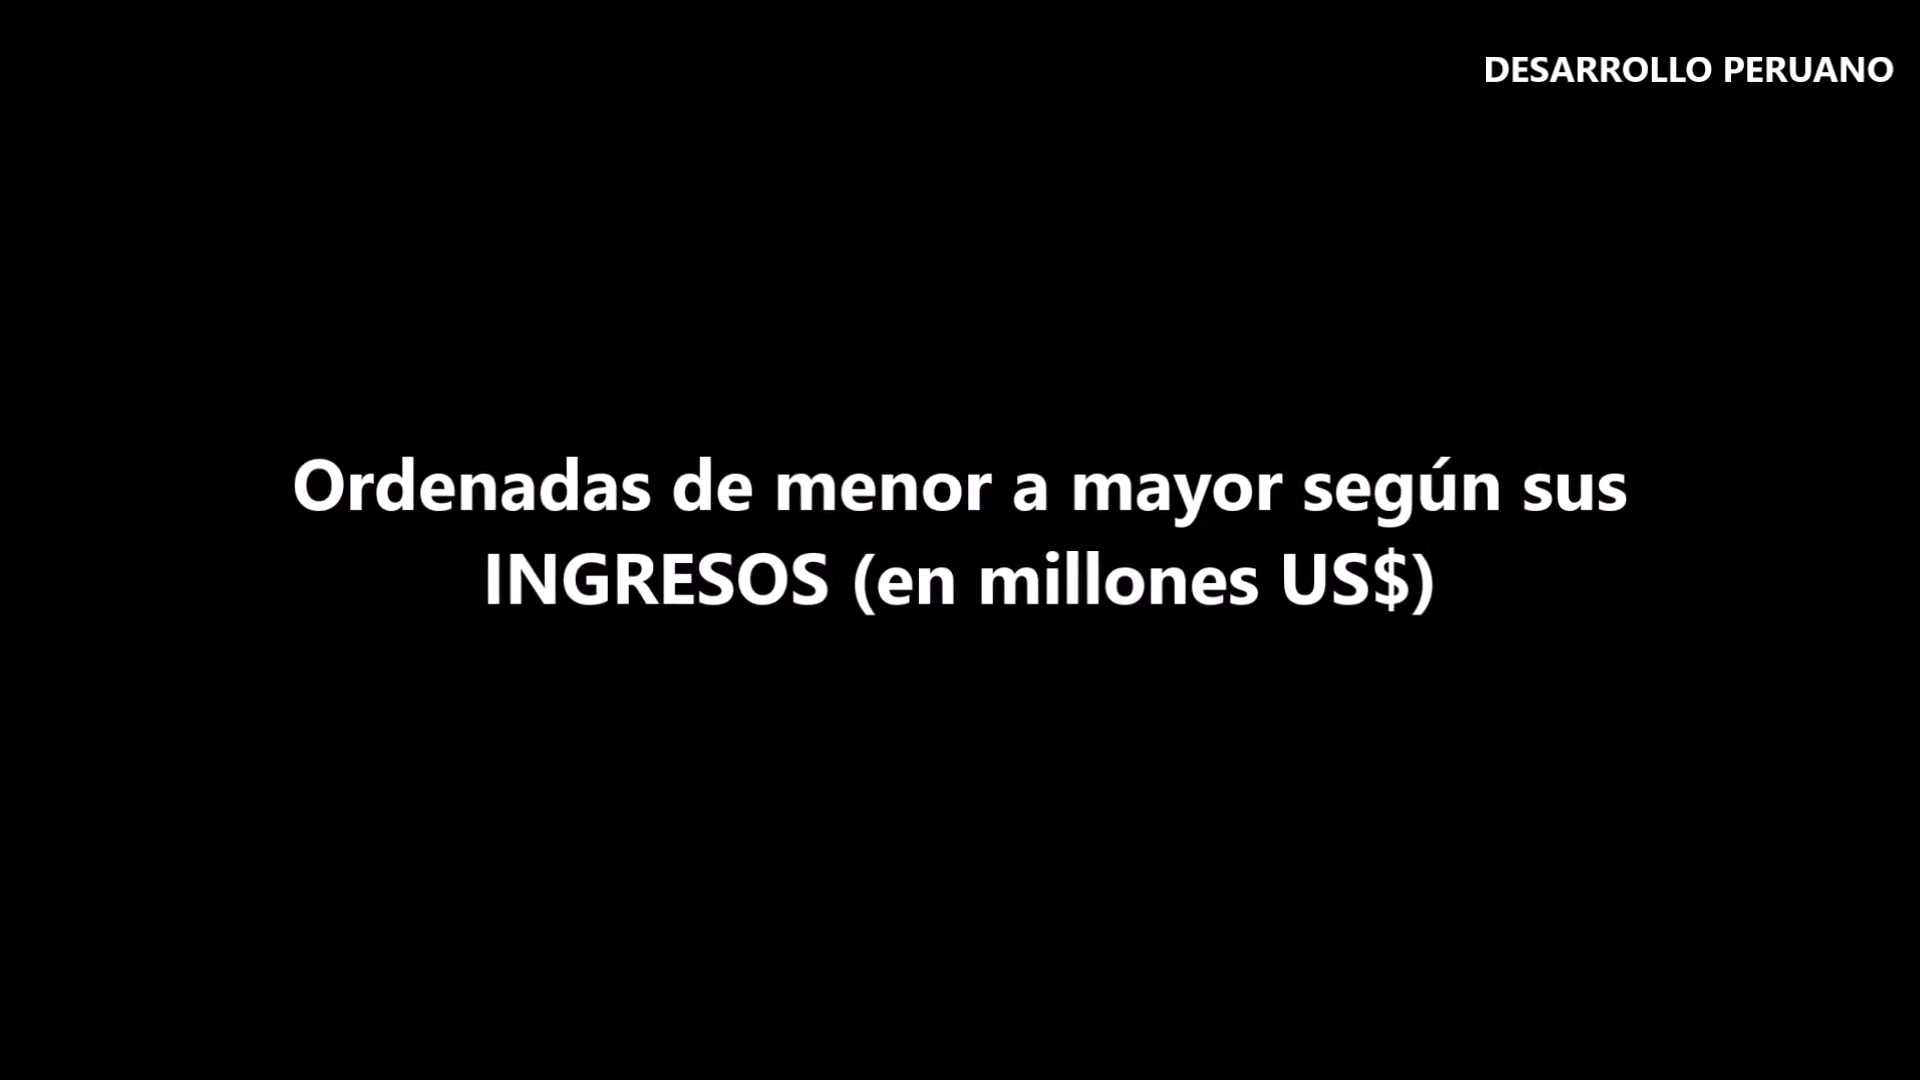 DESARROLLO PERUANO
Ordenadas de menor a mayor según sus
INGRESOS (en millones US$)